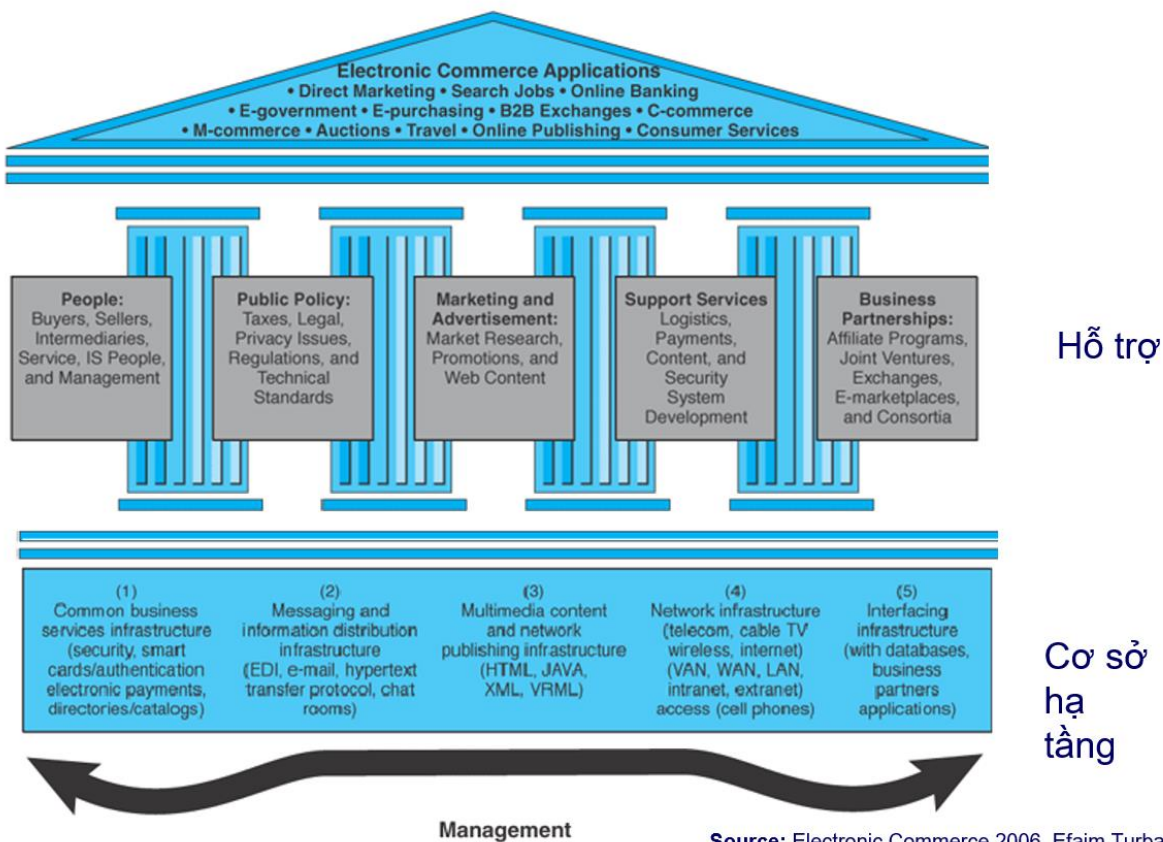 Electronic Commerce Applications
• Direct Marketing • Search Jobs • Online Banking
• E-government • E-purchasing • B2B Exchanges • C-commerce
• M-commerce • Auctions • Travel • Online Publishing • Consumer Services
People:
Buyers, Sellers,
Intermediaries,
Service, IS People,
and Management
Public Policy:
Taxes, Legal,
Privacy Issues,
Regulations, and
Technical
Standards
Marketing and
Advertisement:
Market Research,
Promotions, and
Web Content
Support Services
Logistics,
Payments,
Content, and
Security
System
Development
Business
Partnerships:
Affiliate Programs,
Joint Ventures,
Exchanges,
E-marketplaces,
and Consortia
Hỗ trợ
(1)
Common business
services infrastructure
(security, smart
cards/authentication
electronic payments,
directories/catalogs)
(2)
Messaging and
information distribution
infrastructure
(EDI, e-mail, hypertext
transfer protocol, chat
rooms)
(3)
Multimedia content
and network
publishing infrastructure
(HTML, JAVA,
XML, VRML)
(4)
Network infrastructure
(telecom, cable TV
wireless, internet)
(VAN, WAN, LAN,
intranet, extranet)
access (cell phones)
(5)
Interfacing
infrastructure
(with databases,
business
partners
applications)
Cơ sở
hạ
tầng
Management
Source: Electronic Commerce 2006, Efaim Turba